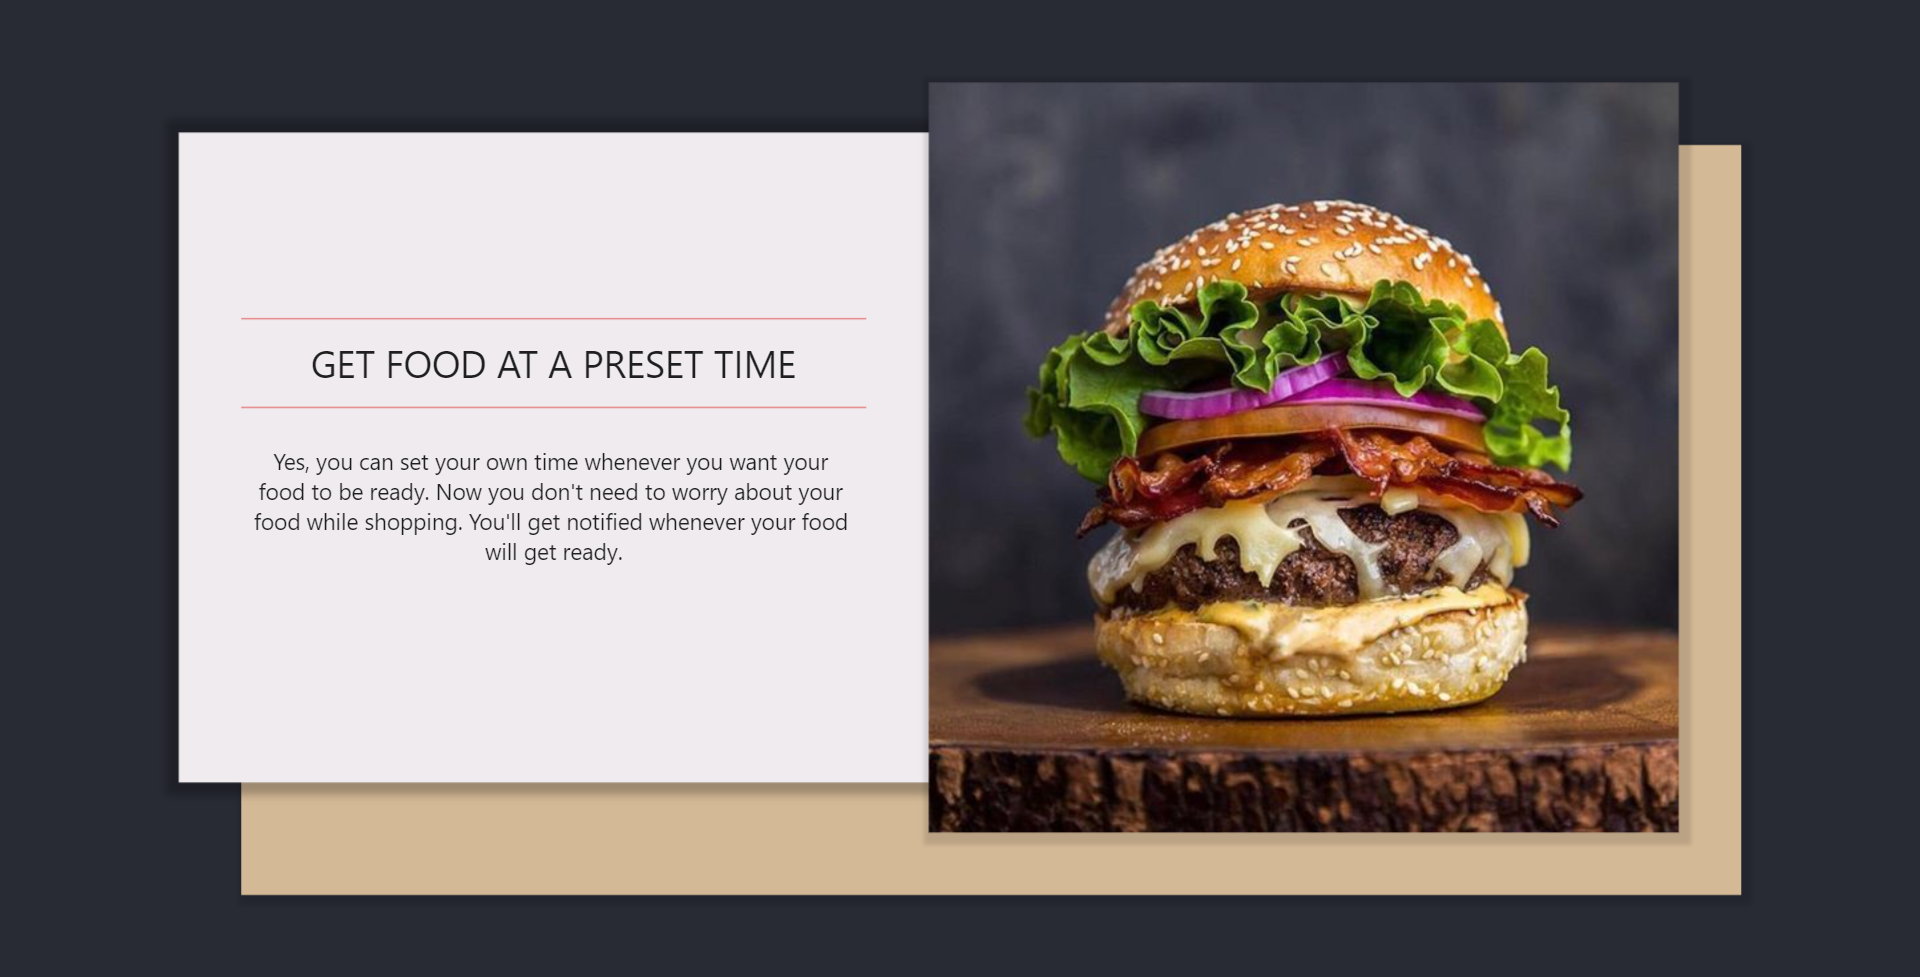 GET FOOD AT A PRESET TIME
Yes, you can set your own time whenever you want your
food to be ready. Now you don't need to worry about your
food while shopping. You'll get notified whenever your food
will get ready.